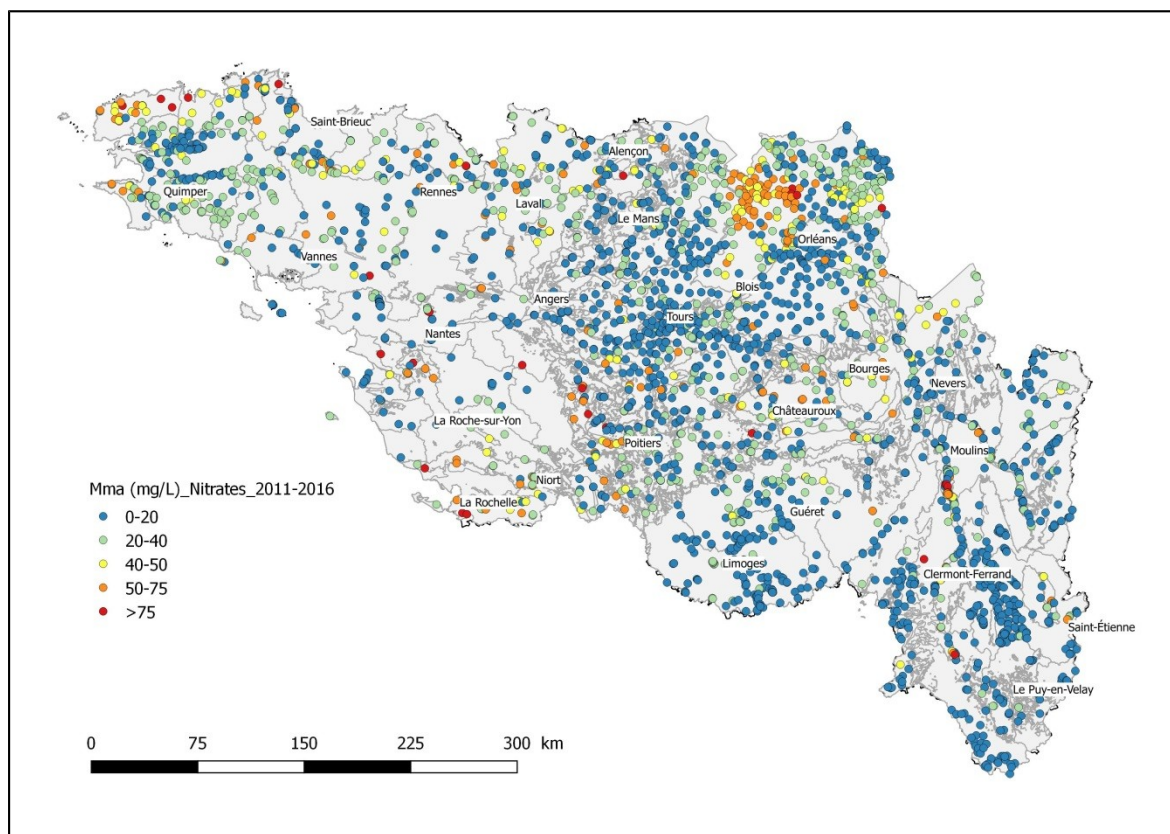 Saint-Brieuc
Alençon
Quimper
Rennes
Laval
Le Mans
Orléans
Vannes
Angers
Blois
Tours
Nantes
Bourges
Nevers
Châteauroux
La Roche-sur-Yon
Poitiers
Moulins
Niort
Mma (mg/L)_Nitrates_2011-2016
La Rochelle
Guéret
0-20
20-40
40-50
50-75
>75
Limoges
Clermont-Ferrand
Saint-Étienne
Le Puy-en-Velay
0 75 150 225 300 km